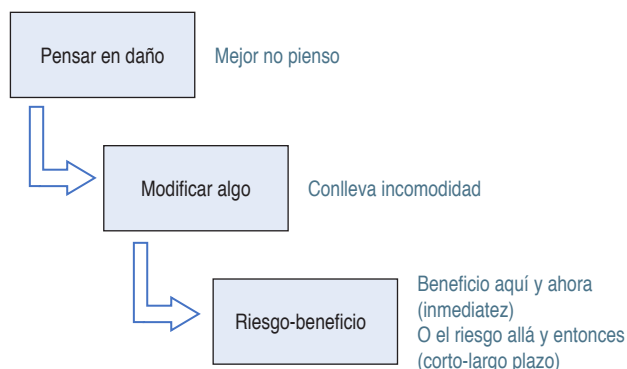 Pensar en daño
Mejor no pienso
Modificar algo
Conlleva incomodidad
Riesgo-beneficio
Beneficio aquí y ahora
(inmediatez)
O el riesgo allá y entonces
(corto-largo plazo)